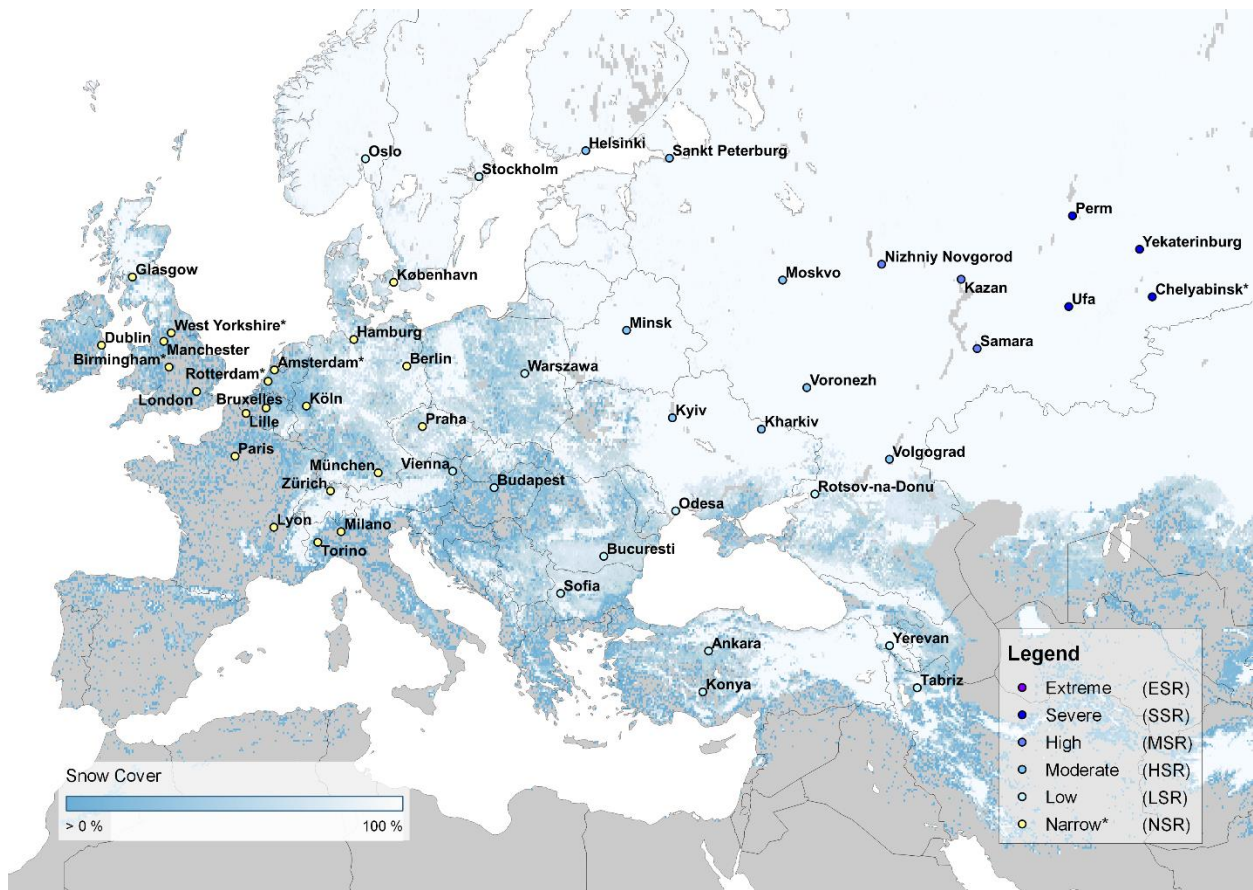 Oslo
Helsinki
Sankt Peterburg
Stockholm
Perm
Yekaterinburg
Nizhniy Novgorod
Glasgow
København
Moskvo
Kazan
Chelyabinsk*
Ufa
West Yorkshire*
Hamburg
Minsk
Dublin
Manchester
Samara
Birmingham*
Amsterdam*
Berlin
Rotterdam*
Warszawa
Voronezh
London
Bruxelles
Köln
Lille
Praha
Kyiv
Kharkiv
Paris
München
Vienna
Volgograd
Zürich
Budapest
Rotsov-na-Donu
Odesa
Lyon
Milano
Torino
Bucuresti
Sofia
Ankara
Yerevan
Konya
Tabriz
Legend
Extreme (ESR)
Severe (SSR)
High (MSR)
Moderate (HSR)
Low (LSR)
Narrow* (NSR)
Snow Cover
> 0 % 100 %